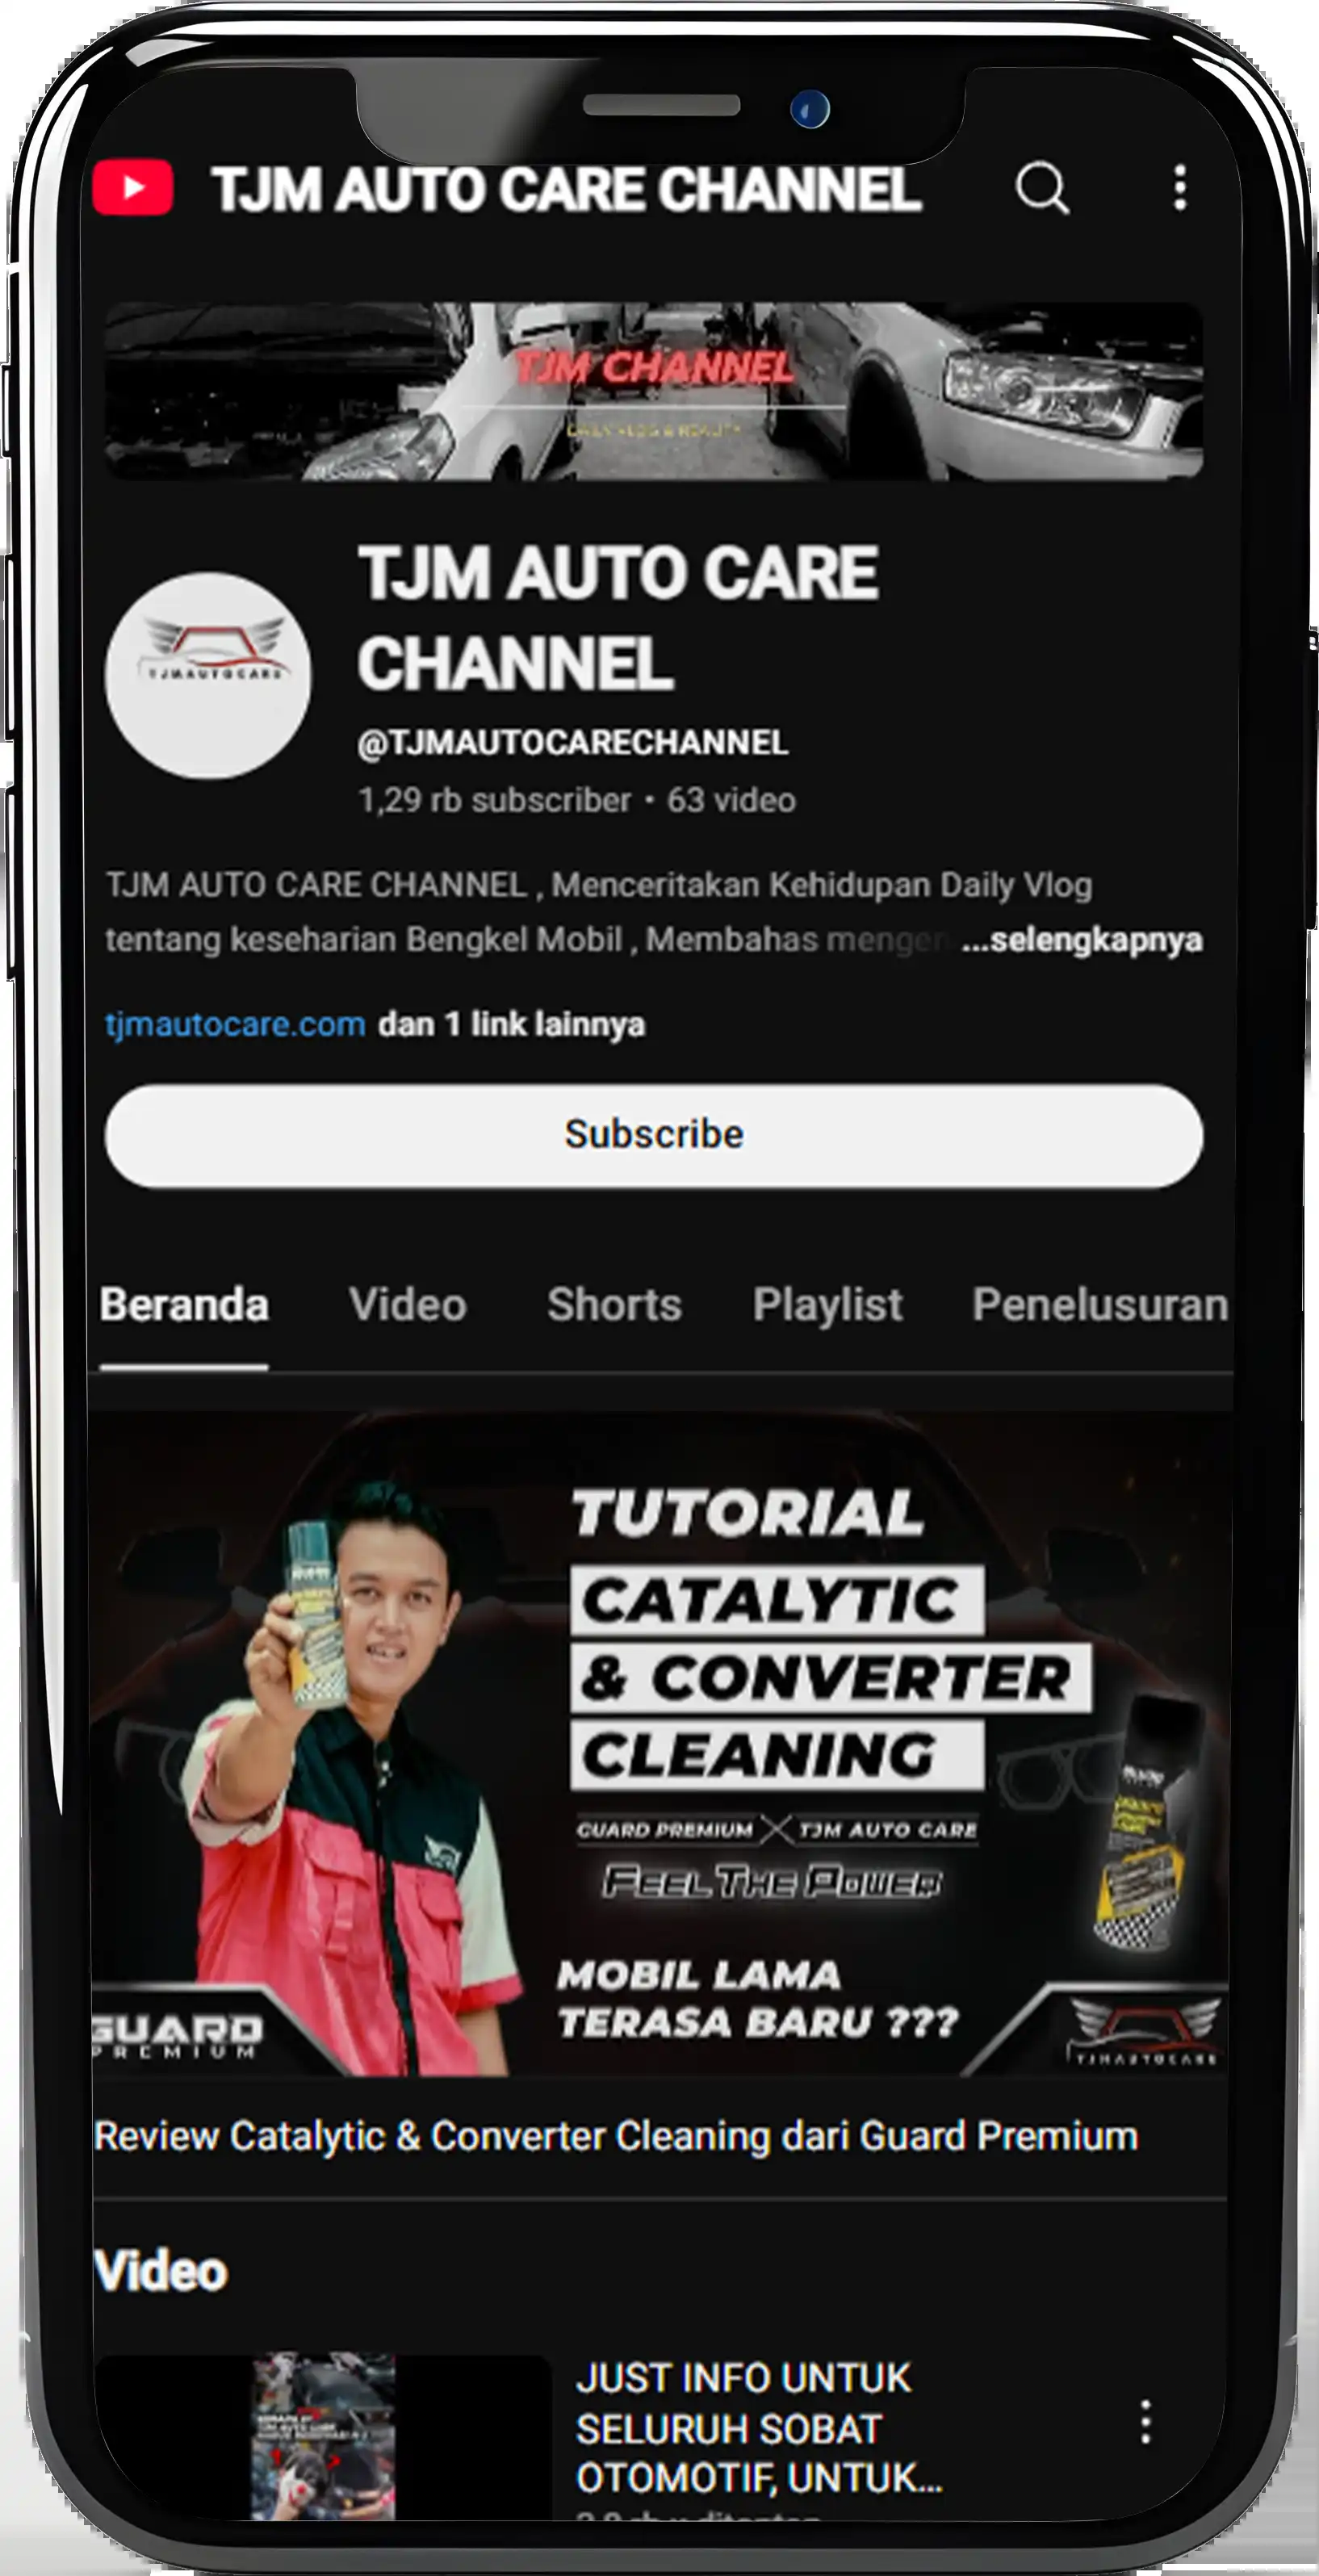 TJM AUTO CARE CHANNEL
TJM CHANNEL
DAILY VLOG & REALITY
TJM AUTO CARE
CHANNEL
TJMAUTOCARE
@TJMAUTOCARECHANNEL
1,29 rb subscriber • 63 video
TJM AUTO CARE CHANNEL , Menceritakan Kehidupan Daily Vlog
tentang keseharian Bengkel Mobil , Membahas ...selengkapnya
tjmautocare.com dan 1 link lainnya
Subscribe
Beranda Video Shorts Playlist Penelusuran
TUTORIAL
CATALYTIC
& CONVERTER
CLEANING
GUARD PREMIUM X TJM AUTO CARE
FEEL THE POWER
MOBIL LAMA
TERASA BARU ???
GUARD
PREMIUM
TJMAUTOCARE
Review Catalytic & Converter Cleaning dari Guard Premium
Video
JUST INFO UNTUK
SELURUH SOBAT
OTOMOTIF, UNTUK...